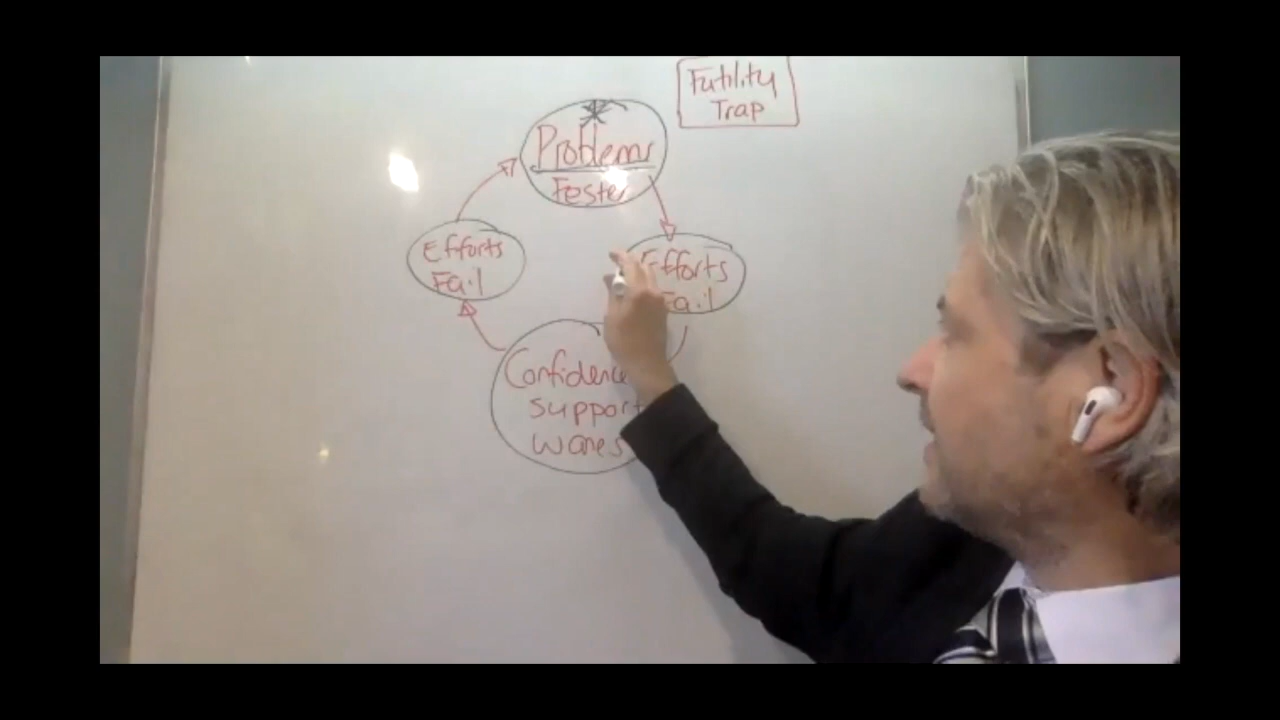 Futility
Trap
Problems
Fester
Efforts
Fail
Efforts
Fail
Confidence
support
wanes